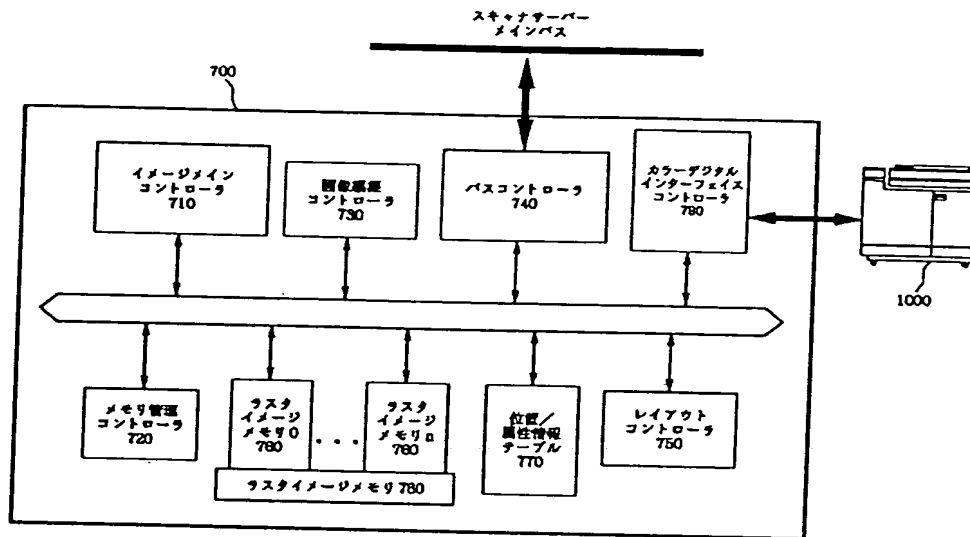 スキャナサーバー
メインバス
700
イメージメイン
コントローラ
710
画像編集
コントローラ
730
バスコントローラ
740
カラーデジタル
インターフェイス
コントローラ
780
1000
メモリ管理
コントローラ
720
ラスタ
イメージ
メモリ0
760
...
ラスタ
イメージ
メモリn
760
ラスタイメージメモリ760
位置/
属性情報
テーブル
770
レイアウト
コントローラ
750